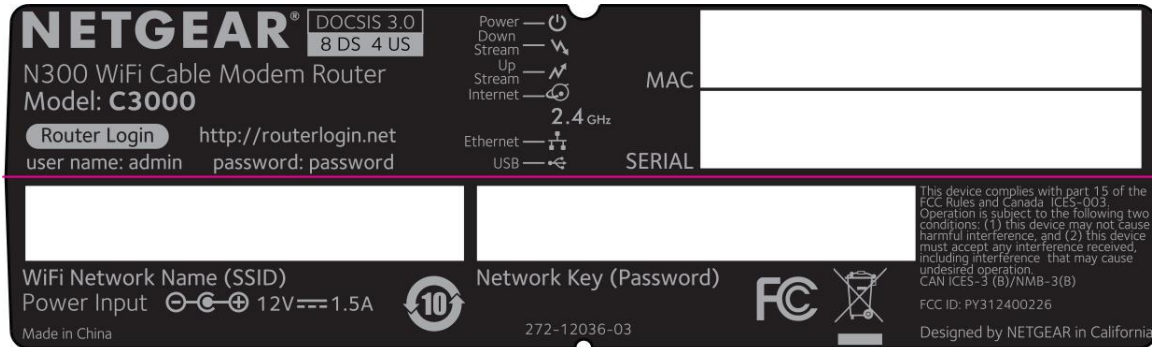 NETGEAR®
DOCSIS 3.0
8 DS 4 US
N300 WiFi Cable Modem Router
Model: C3000
Router Login http://routerlogin.net
user name: admin password: password
Power
Down
Stream
Up
Stream
Internet
2.4 GHz
Ethernet
USB
MAC
SERIAL
WiFi Network Name (SSID)
Power Input 12V 1.5A
Made in China
10
Network Key (Password)
272-12036-03
FC
This device complies with part 15 of the
FCC Rules and Canada ICES-003.
Operation is subject to the following two
conditions: (1) this device may not cause
harmful interference, and (2) this device
must accept any interference received,
including interference that may cause
undesired operation.
CAN ICES-3 (B)/NMB-3(B)
FCC ID: PY312400226
Designed by NETGEAR in California